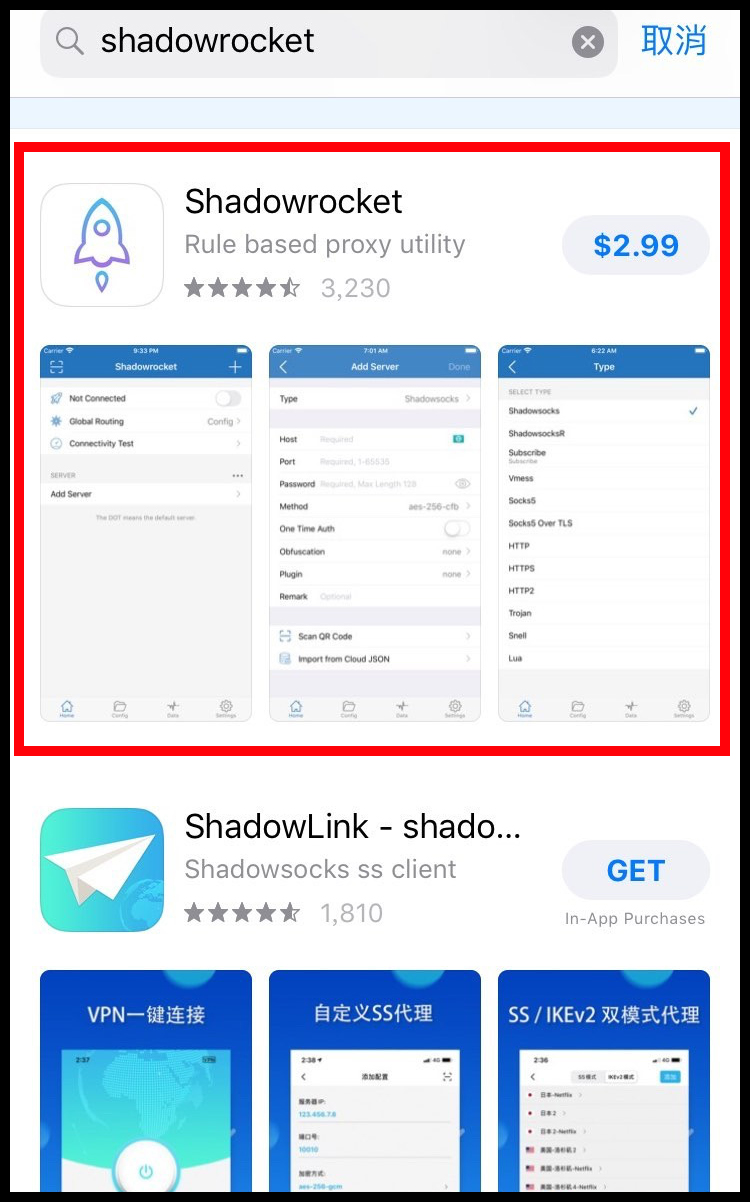 shadowrocket
取消
Shadowrocket
Rule based proxy utility
$2.99
3,230
Carrier
9:33 PM
Shadowrocket
Not Connected
Global Routing
Config
Connectivity Test
SERVER
Add Server
The DOT means the default server.
Home
Config
Data
Settings
Carrier
7:01 AM
Add Server
Done
Type
Shadowsocks
Host
Required
Port
Required, 1-65535
Password
Required, Max Length 128
Method
aes-256-cfb
One Time Auth
Obfuscation
none
Plugin
none
Remark
Optional
Scan QR Code
Import from Cloud JSON
Home
Config
Data
Settings
Carrier
6:22 AM
Type
SELECT TYPE
Shadowsocks
ShadowsocksR
Subscribe
Subscribe
Vmess
Socks5
Socks5 Over TLS
HTTP
HTTPS
HTTP2
Trojan
Snell
Lua
Home
Config
Data
Settings
ShadowLink - shado...
Shadowsocks ss client
GET
1,810
In-App Purchases
VPN一键连接
2:37
自定义SS代理
2:38
4G
添加配置
服务器IP:
123.456.7.8
端口号:
10010
加密方式:
aes-256-gcm
SS / IKEv2 双模式代理
2:36
4G
SS模式
IKEv2模式
添加
日本-Netflix
日本2
日本2-Netflix
美国-洛杉矶2
美国-洛杉矶-Netflix
美国-洛杉矶4-Netflix